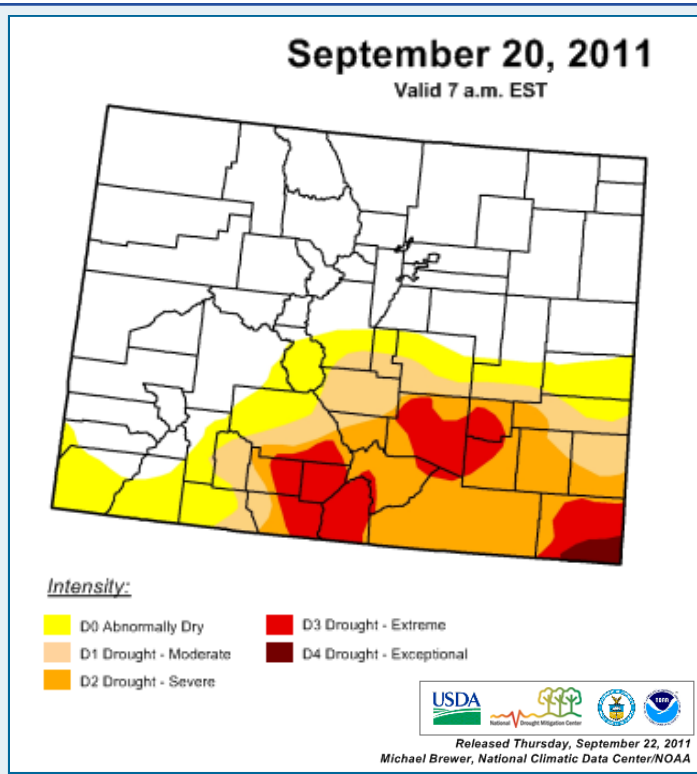 September 20, 2011
Valid 7 a.m. EST
Intensity:
D0 Abnormally Dry
D1 Drought - Moderate
D2 Drought - Severe
D3 Drought - Extreme
D4 Drought - Exceptional
USDA
National Drought Mitigation Center
NOAA
Released Thursday, September 22, 2011
Michael Brewer, National Climatic Data Center/NOAA